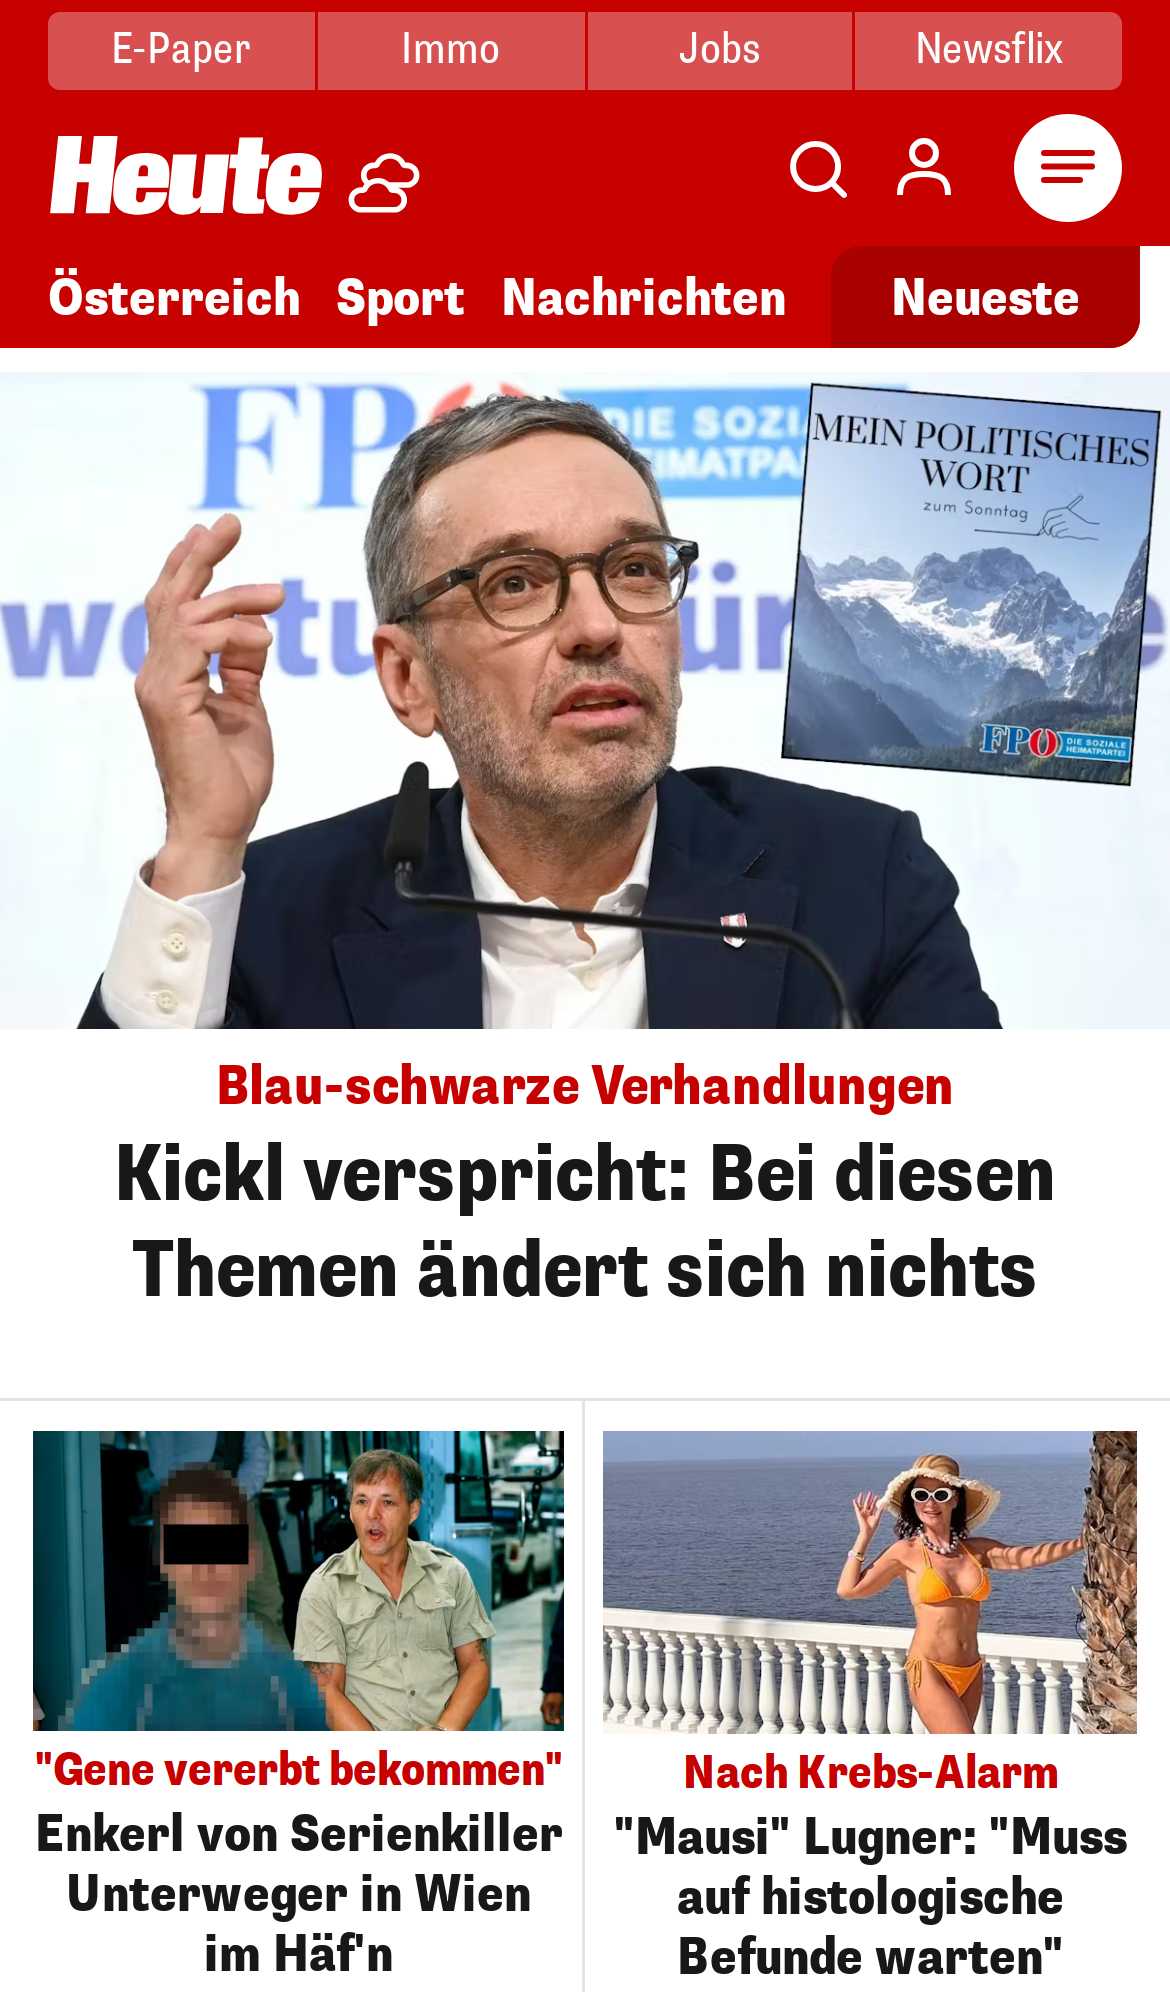 E-Paper
Immo
Jobs
Newsflix
Heute
Österreich
Sport
Nachrichten
Neueste
FP
DIE SOZI
HEIMATPA
MEIN POLITISCHES
WORT
zum Sonntag
FPÖ DIE SOZIALE
HEIMATPARTEI
Blau-schwarze Verhandlungen
Kickl verspricht: Bei diesen
Themen ändert sich nichts
"Gene vererbt bekommen"
Enkerl von Serienkiller
Unterweger in Wien
im Häf'n
Nach Krebs-Alarm
"Mausi" Lugner: "Muss
auf histologische
Befunde warten"